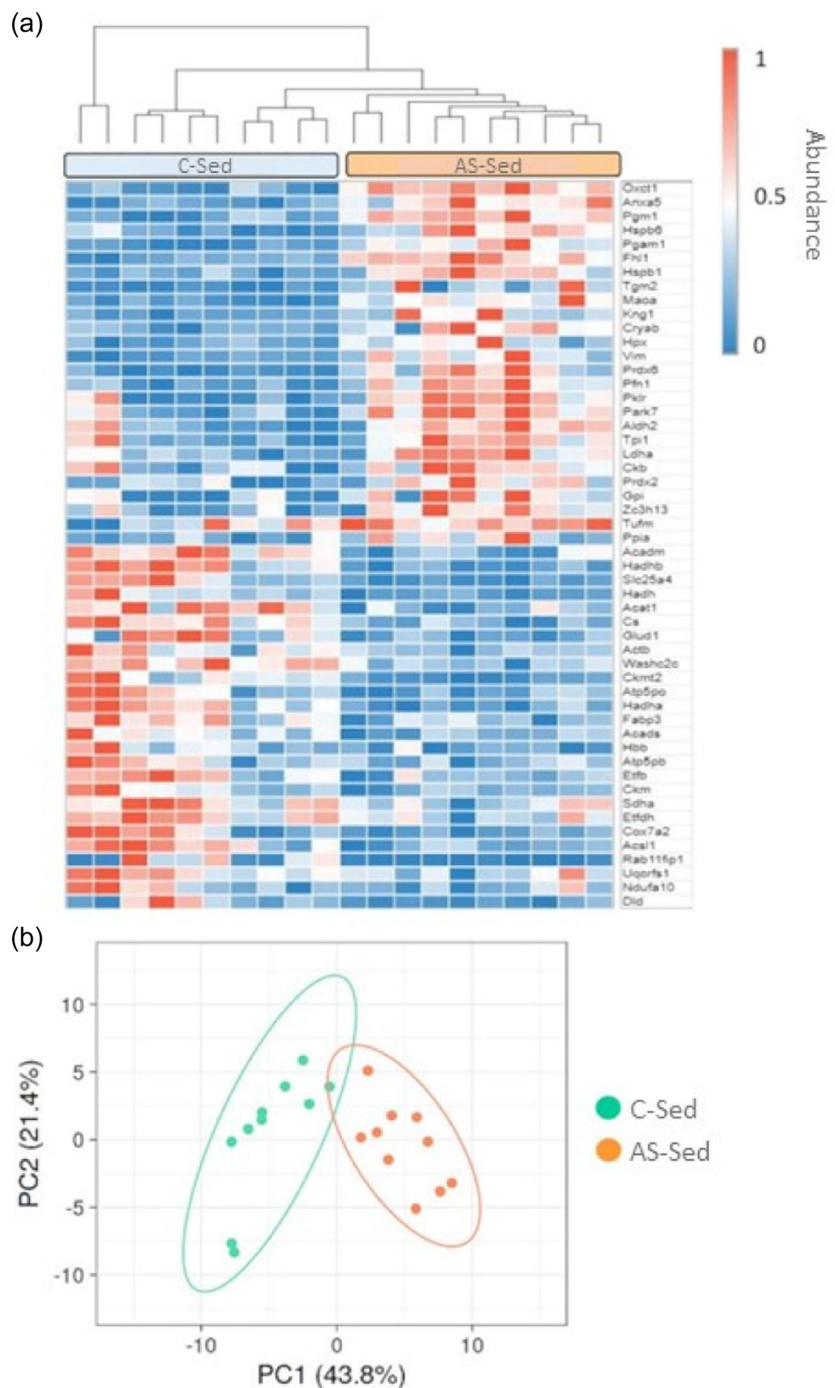 (a)
C-Sed
AS-Sed
1
0.5
0
Abundance
Oxct1
Anxa5
Pgm1
Hspb6
Pgam1
Fhl1
Hspb1
Tgm2
Maoa
Kng1
Cryab
Hpx
Vim
Prdx6
Pfn1
Pklr
Park7
Aldh2
Tpi1
Ldha
Ckb
Prdx2
Gpi
Zc3h13
Tufm
Ppia
Acadm
Hadhb
Slc25a4
Hadh
Acat1
Cs
Glud1
Actb
Washc2c
Ckmt2
Atp5po
Hadha
Fabp3
Acads
Hbb
Atp5pb
Etfb
Ckm
Sdha
Etfdh
Cox7a2
Acsl1
Rab11fip1
Uqcrfs1
Ndufa10
Dld
(b)
10
5
0
-5
-10
PC2 (21.4%)
-10
0
10
PC1 (43.8%)
C-Sed
AS-Sed